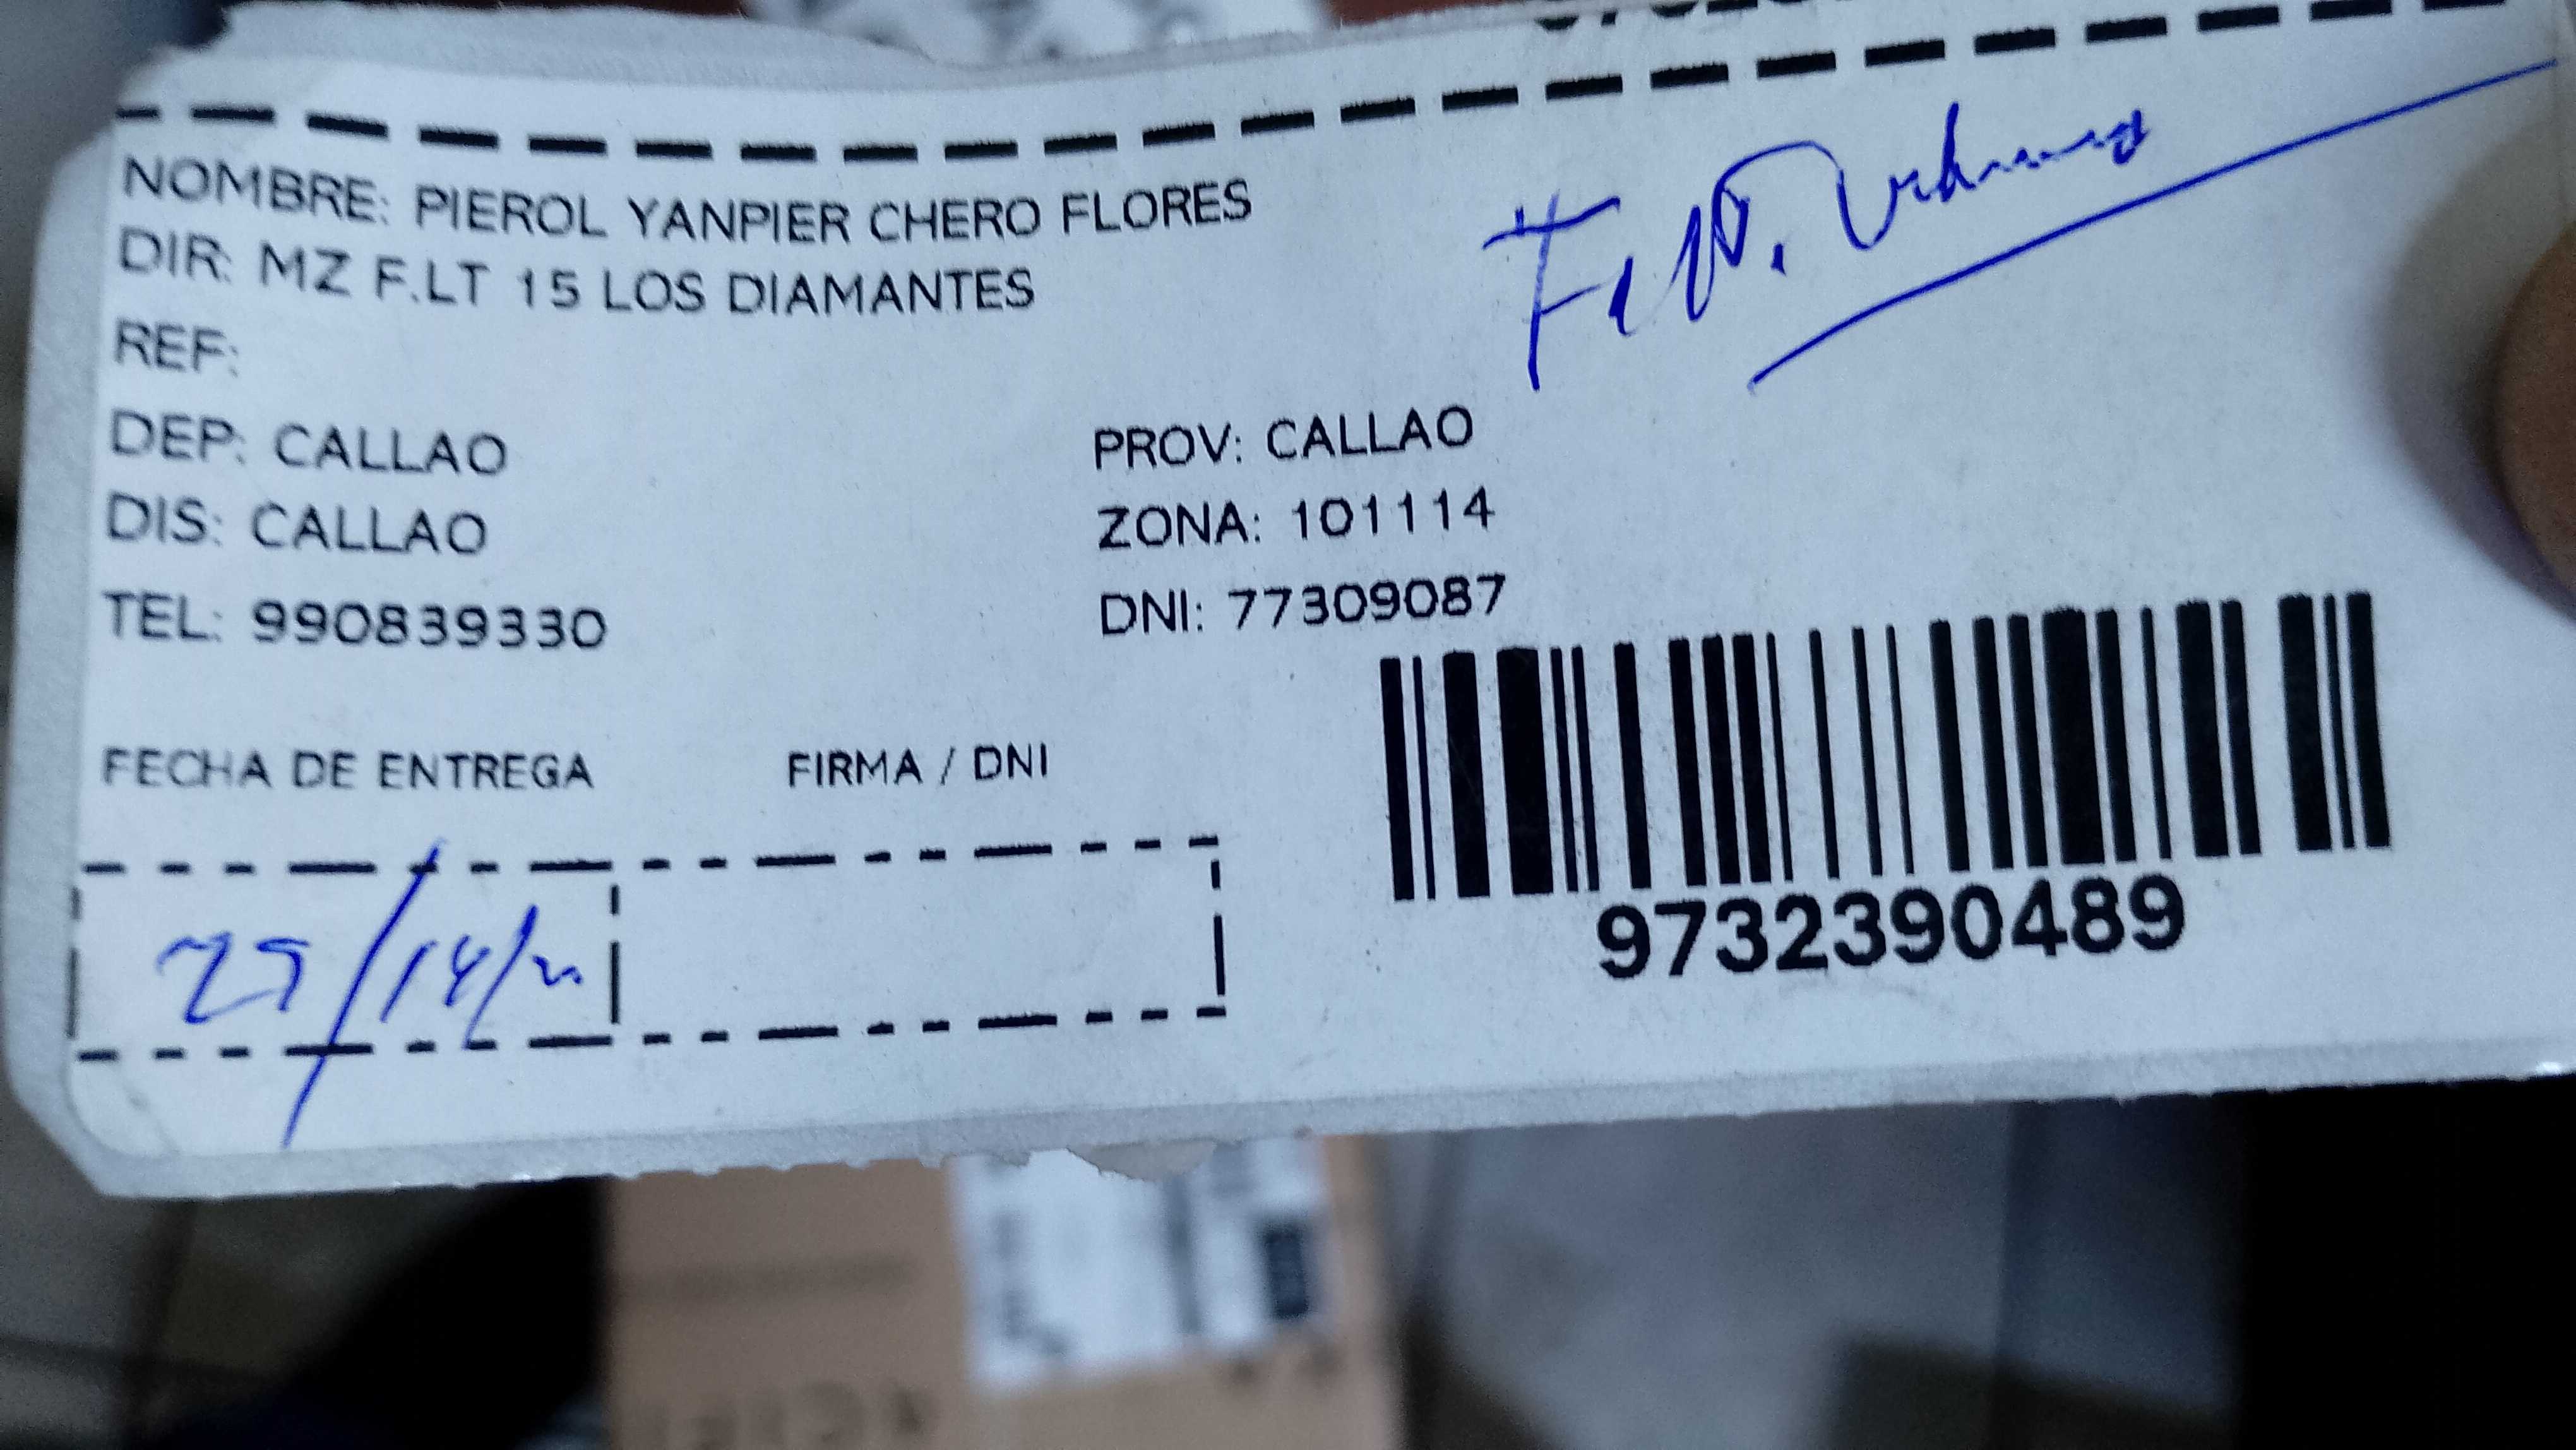 NOMBRE: PIEROL YANPIER CHERO FLORES
DIR: MZ F.LT 15 LOS DIAMANTES
REF:
DEP: CALLAO
PROV: CALLAO
DIS: CALLAO
ZONA: 101114
TEL: 990839330
DNI: 77309087
FECHA DE ENTREGA
FIRMA / DNI
9732390489